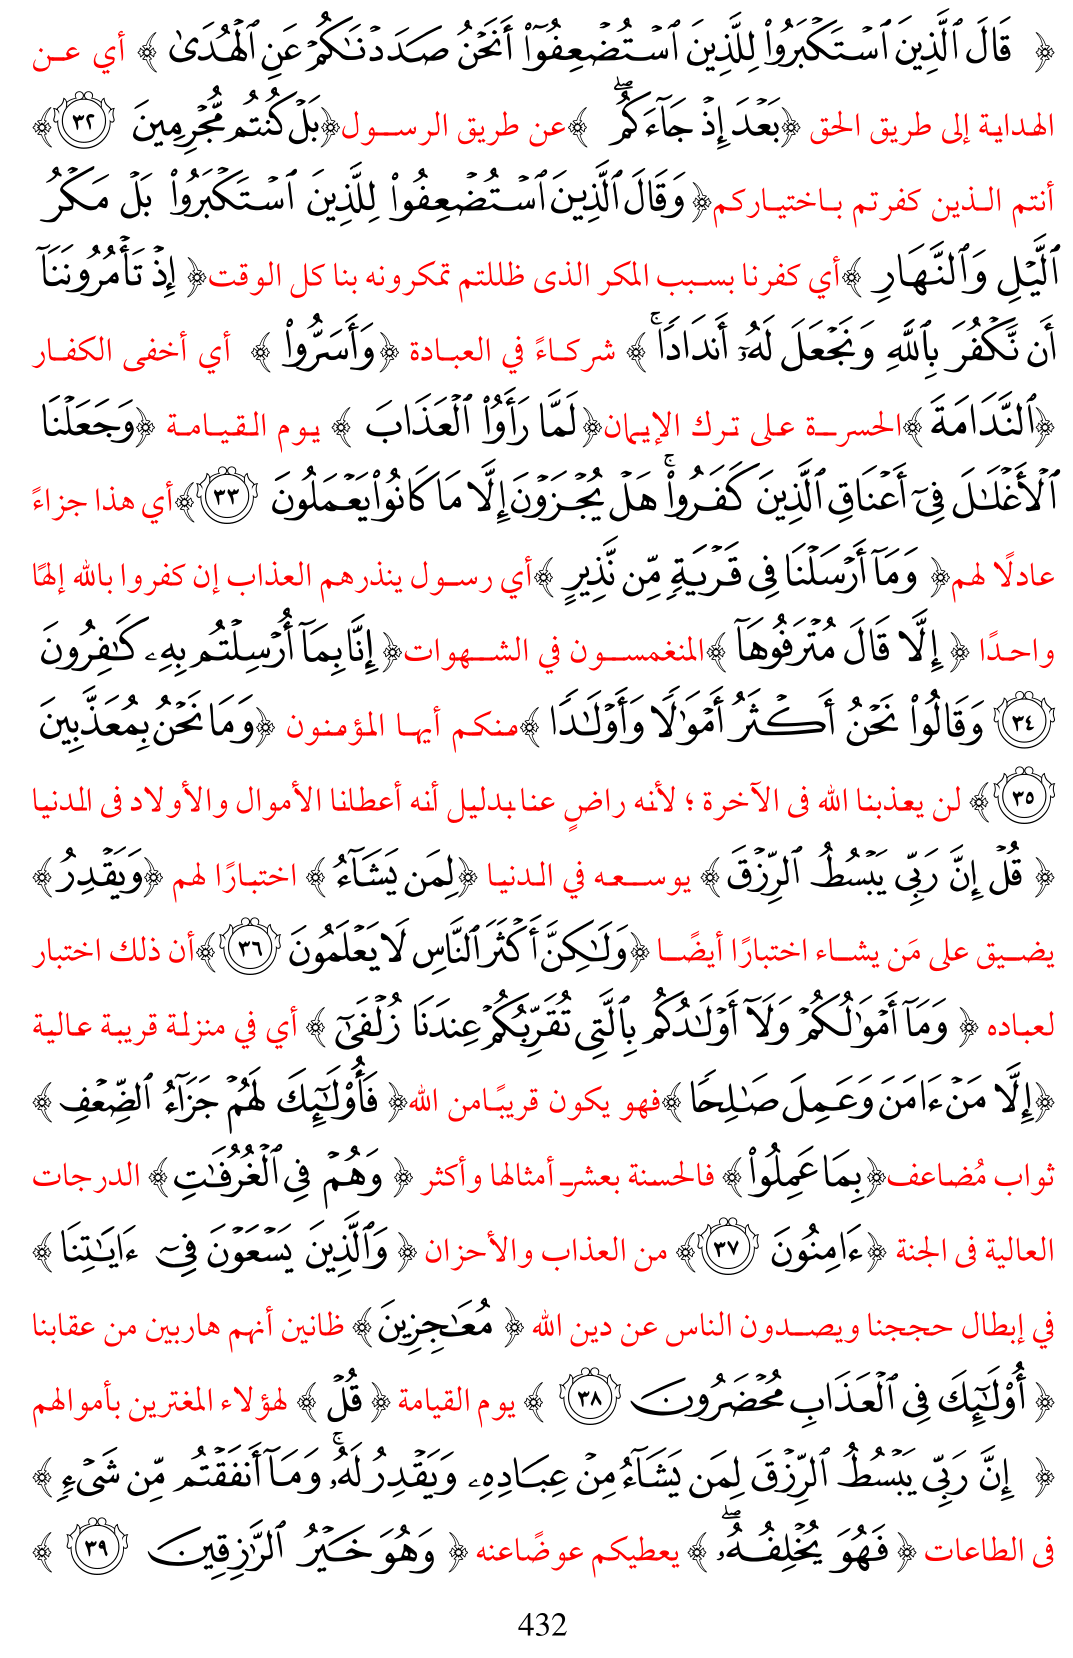 ﴿ قَالَ ٱلَّذِينَ ٱسۡتَكۡبَرُواْ لِلَّذِينَ ٱسۡتُضۡعِفُوٓاْ أَنَحۡنُ صَدَدۡنَٰكُمۡ عَنِ ٱلۡهُدَىٰ ﴾ أي عن
الهداية إلى طريق الحق ﴿بَعۡدَ إِذۡ جَآءَكُمۖ ﴾عن طريق الرسول﴿بَلۡ كُنتُم مُّجۡرِمِينَ ٣٢﴾
أنتم الذين كفرتم باختياركم﴿ وَقَالَ ٱلَّذِينَ ٱسۡتُضۡعِفُواْ لِلَّذِينَ ٱسۡتَكۡبَرُواْ بَلۡ مَكۡرُ
ٱلَّيۡلِ وَٱلنَّهَارِ ﴾أي كفرنا بسبب المكر الذى ظللتم تمكرونه بنا كل الوقت﴿ إِذۡ تَأۡمُرُونَنَآ
أَن نَّكۡفُرَ بِٱللَّهِ وَنَجۡعَلَ لَهُۥٓ أَندَادٗاۚ ﴾ شركاءً في العبادة ﴿وَأَسَرُّواْ ﴾ أي أخفى الكفار
﴿ٱلنَّدَامَةَ ﴾الحسرة على ترك الإيمان﴿ لَمَّا رَأَوُاْ ٱلۡعَذَابَ ﴾ يوم القيامة ﴿وَجَعَلۡنَا
ٱلۡأَغۡلَٰلَ فِيٓ أَعۡنَاقِ ٱلَّذِينَ كَفَرُواْۚ هَلۡ يُجۡزَوۡنَ إِلَّا مَا كَانُواْ يَعۡمَلُونَ ٣٣﴾أي هذا جزاءً
عادلًا لهم﴿ وَمَآ أَرۡسَلۡنَا فِي قَرۡيَةٖ مِّن نَّذِيرٍ ﴾أي رسول ينذرهم العذاب إن كفروا بالله إلهًا
واحدًا ﴿ إِلَّا قَالَ مُتۡرَفُوهَآ ﴾المنغمسون في الشهوات﴿ إِنَّا بِمَآ أُرۡسِلۡتُم بِهِۦ كَٰفِرُونَ
٣٤ وَقَالُواْ نَحۡنُ أَكۡثَرُ أَمۡوَٰلٗا وَأَوۡلَٰدٗا ﴾منكم أيها المؤمنون ﴿وَمَا نَحۡنُ بِمُعَذَّبِينَ
٣٥ ﴾ لن يعذبنا الله فى الآخرة ؛ لأنه راضٍ عنا بدليل أنه أعطانا الأموال والأولاد فى الدنيا
﴿ قُلۡ إِنَّ رَبِّي يَبۡسُطُ ٱلرِّزۡقَ ﴾ يوسعه في الدنيا ﴿لِمَن يَشَآءُ ﴾ اختبارًا لهم ﴿وَيَقۡدِرُ ﴾
يضيق على مَن يشاء اختبارًا أيضًا ﴿وَلَٰكِنَّ أَكۡثَرَ ٱلنَّاسِ لَا يَعۡلَمُونَ ٣٦﴾أن ذلك اختبار
لعباده ﴿ وَمَآ أَمۡوَٰلُكُمۡ وَلَآ أَوۡلَٰدُكُم بِٱلَّتِي تُقَرِّبُكُمۡ عِندَنَا زُلۡفَىٰٓ ﴾ أي في منزلة قريبة عالية
﴿إِلَّا مَنۡ ءَامَنَ وَعَمِلَ صَٰلِحٗا ﴾فهو يكون قريبًامن الله﴿ فَأُوْلَٰٓئِكَ لَهُمۡ جَزَآءُ ٱلضِّعۡفِ ﴾
ثواب مُضاعف﴿بِمَا عَمِلُواْ ﴾ فالحسنة بعشر أمثالها وأكثر ﴿ وَهُمۡ فِي ٱلۡغُرُفَٰتِ ﴾ الدرجات
العالية فى الجنة ﴿ءَامِنُونَ ٣٧﴾ من العذاب والأحزان ﴿ وَٱلَّذِينَ يَسۡعَوۡنَ فِيٓ ءَايَٰتِنَا ﴾
في إبطال حججنا ويصدون الناس عن دين الله ﴿ مُعَٰجِزِينَ ﴾ ظانين أنهم هاربين من عقابنا
﴿ أُوْلَٰٓئِكَ فِي ٱلۡعَذَابِ مُحۡضَرُونَ ٣٨ ﴾ يوم القيامة ﴿ قُلۡ ﴾ لهؤلاء المغترين بأموالهم
﴿ إِنَّ رَبِّي يَبۡسُطُ ٱلرِّزۡقَ لِمَن يَشَآءُ مِنۡ عِبَادِهِۦ وَيَقۡدِرُ لَهُۥۚ وَمَآ أَنفَقۡتُم مِّن شَيۡءٖ ﴾
فى الطاعات ﴿ فَهُوَ يُخۡلِفُهُۥۖ ﴾ يعطيكم عوضًاعنه ﴿ وَهُوَ خَيۡرُ ٱلرَّٰزِقِينَ ٣٩ ﴾
432